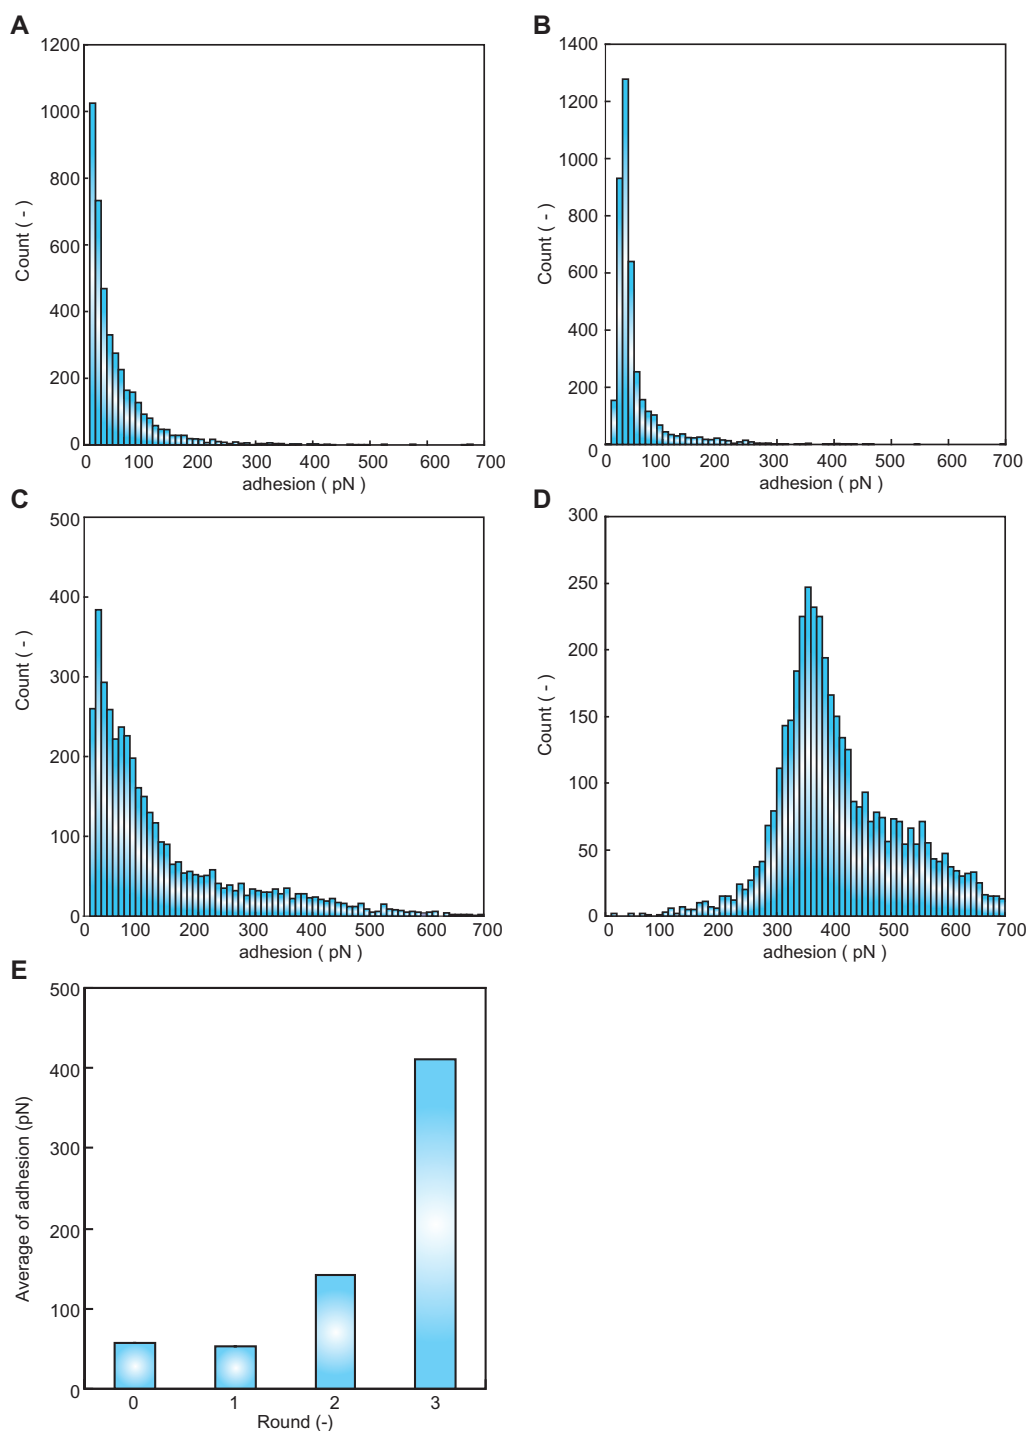 A
1200
1000
800
600
400
200
0
Count ( - )
0 100 200 300 400 500 600 700
adhesion ( pN )
B
1400
1200
1000
800
600
400
200
0
Count ( - )
0 100 200 300 400 500 600 700
adhesion ( pN )
C
500
400
300
200
100
0
Count ( - )
0 100 200 300 400 500 600 700
adhesion ( pN )
D
300
250
200
150
100
50
0
Count ( - )
0 100 200 300 400 500 600 700
adhesion ( pN )
E
500
400
300
200
100
0
Average of adhesion (pN)
0 1 2 3
Round (-)